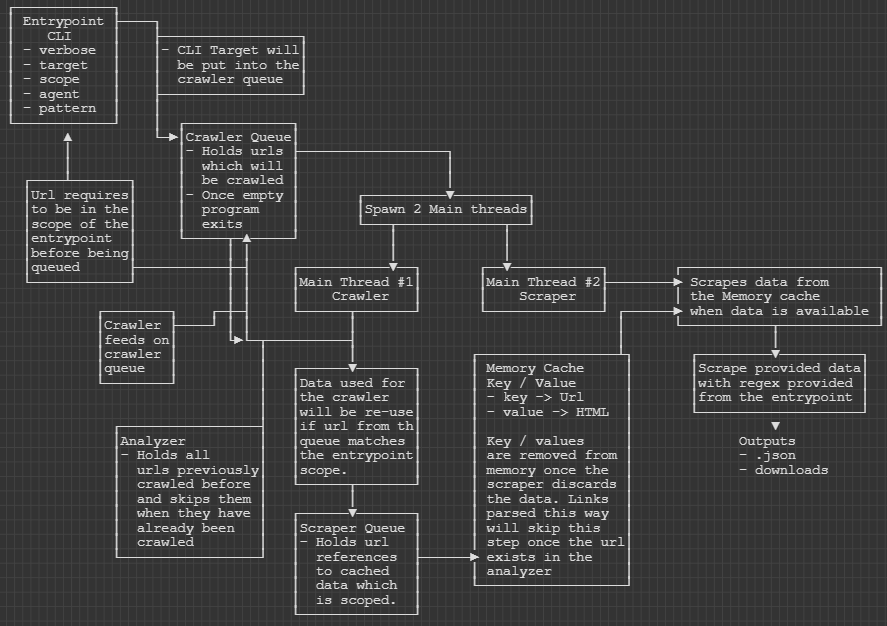 Entrypoint
CLI
- verbose
- target
- scope
- agent
- pattern
- CLI Target will
be put into the
crawler queue
Crawler Queue
- Holds urls
which will
be crawled
- Once empty
program
exits
Url requires
to be in the
scope of the
entrypoint
before being
queued
Spawn 2 Main threads
Main Thread #1
Crawler
Main Thread #2
Scraper
Scrapes data from
the Memory cache
when data is available
Crawler
feeds on
crawler
queue
Data used for
the crawler
will be re-use
if url from th
queue matches
the entrypoint
scope.
Memory Cache
Key / Value
- key -> Url
- value -> HTML
Key / values
are removed from
memory once the
scraper discards
the data. Links
parsed this way
will skip this
step once the url
exists in the
analyzer
Scrape provided data
with regex provided
from the entrypoint
Outputs
- .json
- downloads
Analyzer
- Holds all
urls previously
crawled before
and skips them
when they have
already been
crawled
Scraper Queue
- Holds url
references
to cached
data which
is scoped.